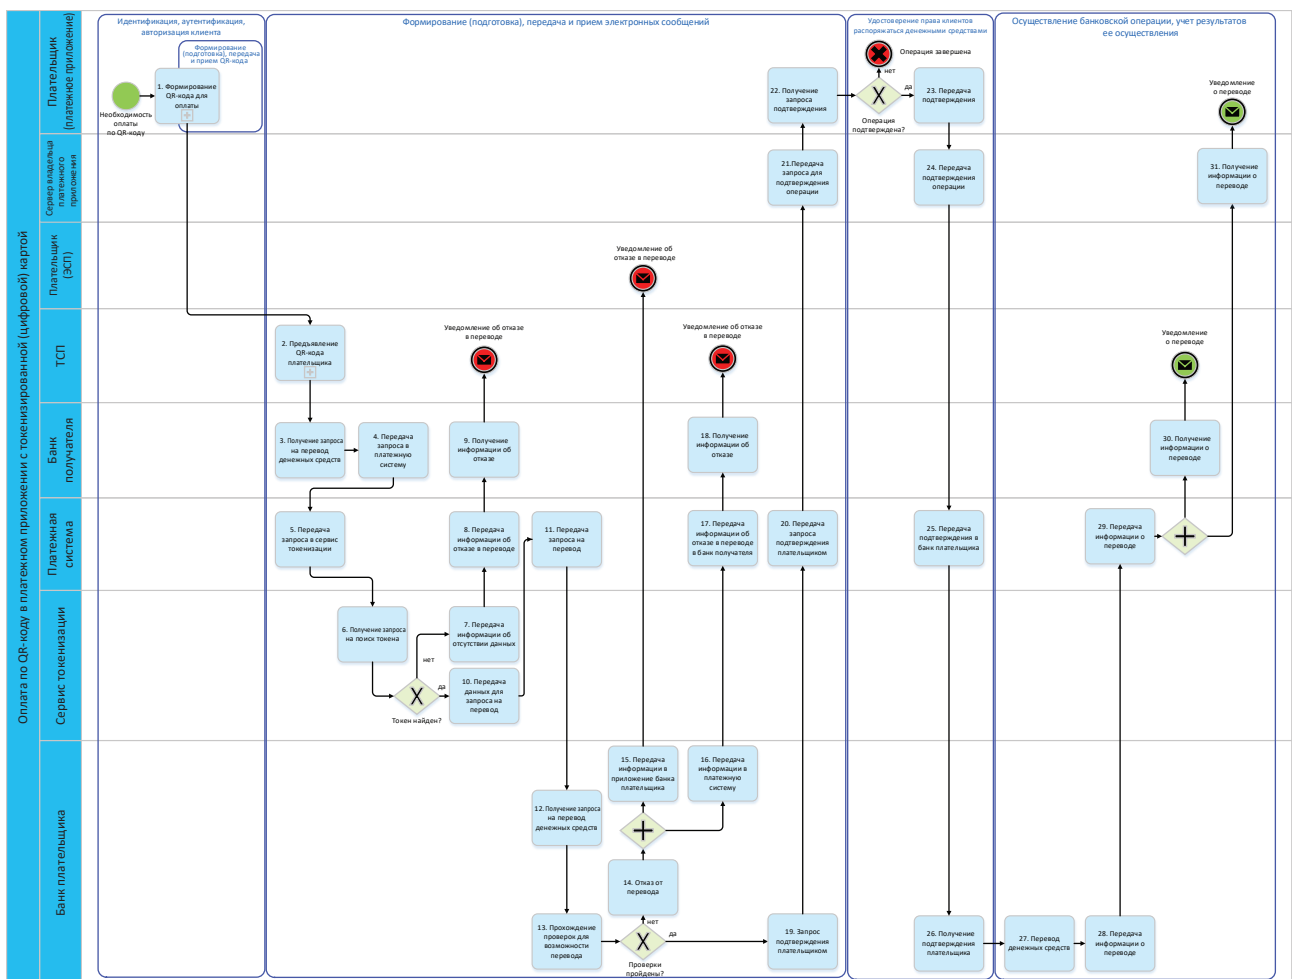 Оплата по QR-коду в платежном приложении с токенизированной (цифровой) картой
Плательщик
(платежное приложение)
Сервер владельца
платежного
приложения
Плательщик
(ЭСП)
ТСП
Банк
получателя
Платежная
система
Сервис токенизации
Банк плательщика
Идентификация, аутентификация,
авторизация клиента
Формирование
(подготовка), передача
и прием QR-кода
Необходимость
оплаты
по QR-коду
1. Формирование
QR-кода для
оплаты
Формирование (подготовка), передача и прием электронных сообщений
2. Предъявление
QR-кода
плательщика
3. Получение запроса
на перевод
денежных средств
4. Передача
запроса в
платежную
систему
5. Передача
запроса в сервис
токенизации
6. Получение запроса
на поиск токена
Токен найден?
нет
да
7. Передача
информации об
отсутствии данных
8. Передача
информации об
отказе в переводе
9. Получение
информации об
отказе
Уведомление об отказе
в переводе
10. Передача
данных для
запроса на
перевод
11. Передача
запроса на
перевод
12. Получение запроса
на перевод
денежных средств
13. Прохождение
проверок для
возможности
перевода
Проверки
пройдены?
нет
да
14. Отказ от
перевода
15. Передача
информации в
приложение банка
плательщика
Уведомление об
отказе в переводе
16. Передача
информации в
платежную
систему
17. Передача
информации об
отказе в переводе
в банк получателя
18. Получение
информации об
отказе
Уведомление об отказе
в переводе
19. Запрос
подтверждения
плательщиком
20. Передача
запроса
подтверждения
плательщиком
21.Передача
запроса для
подтверждения
операции
22. Получение
запроса
подтверждения
Удостоверение права клиентов
распоряжаться денежными средствами
Операция завершена
нет
да
Операция
подтверждена?
23. Передача
подтверждения
24. Передача
подтверждения
операции
25. Передача
подтверждения в
банк плательщика
26. Получение
подтверждения
плательщика
Осуществление банковской операции, учет результатов
ее осуществления
27. Перевод
денежных средств
28. Передача
информации о
переводе
29. Передача
информации о
переводе
30. Получение
информации о
переводе
Уведомление
о переводе
31. Получение
информации о
переводе
Уведомление
о переводе